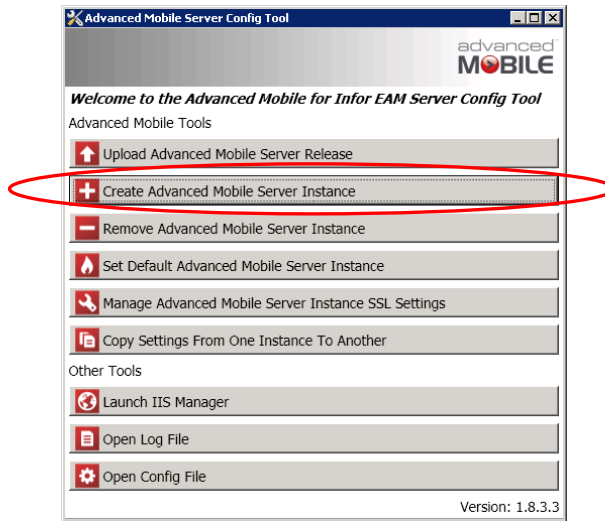 Advanced Mobile Server Config Tool
advanced
MOBILE
Welcome to the Advanced Mobile for Infor EAM Server Config Tool
Advanced Mobile Tools
Upload Advanced Mobile Server Release
Create Advanced Mobile Server Instance
Remove Advanced Mobile Server Instance
Set Default Advanced Mobile Server Instance
Manage Advanced Mobile Server Instance SSL Settings
Copy Settings From One Instance To Another
Other Tools
Launch IIS Manager
Open Log File
Open Config File
Version: 1.8.3.3